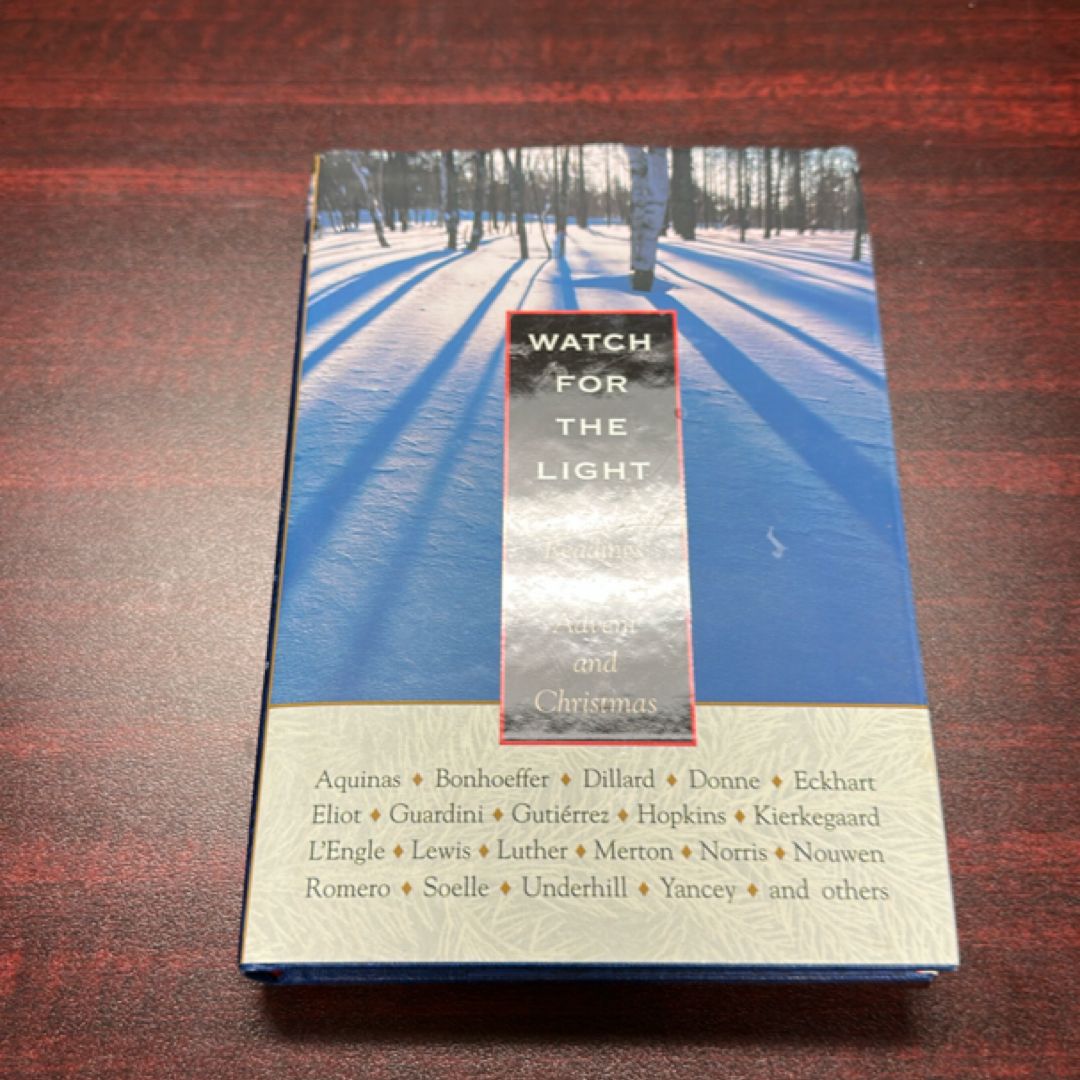 WATCH
FOR
THE
LIGHT
Readings
Advent
and
Christmas
Aquinas ♦ Bonhoeffer ♦ Dillard ♦ Donne ♦ Eckhart
Eliot ♦ Guardini ♦ Gutiérrez ♦ Hopkins ♦ Kierkegaard
L'Engle ♦ Lewis ♦ Luther ♦ Merton ♦ Norris ♦ Nouwen
Romero ♦ Soelle ♦ Underhill ♦ Yancey ♦ and others